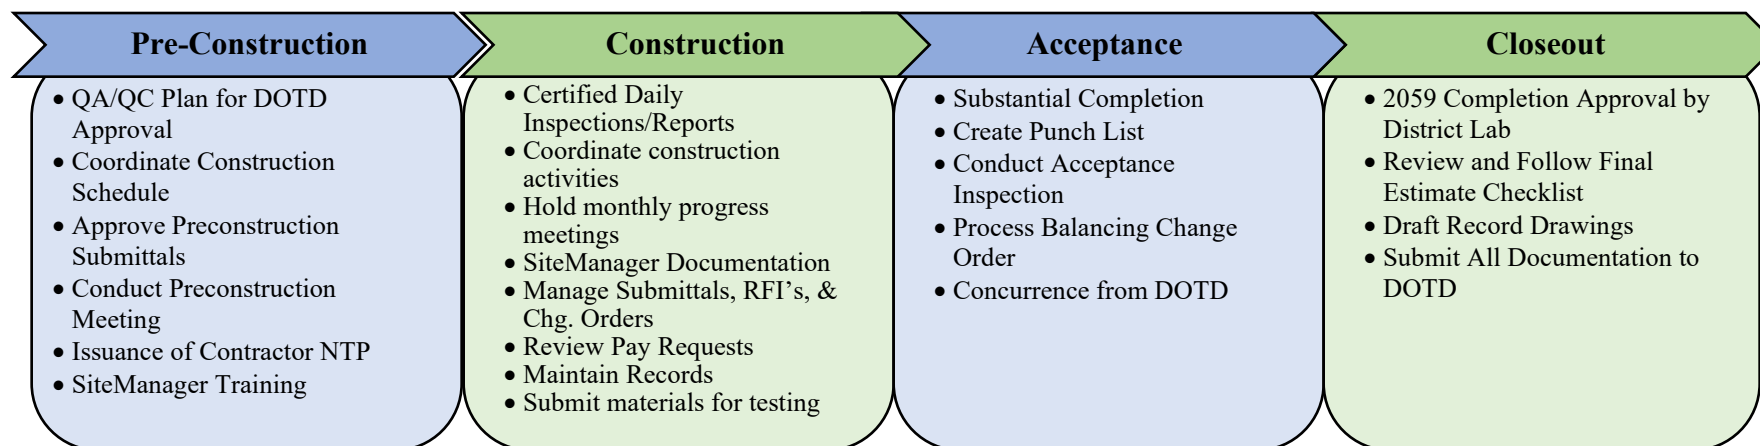 Pre-Construction
• QA/QC Plan for DOTD
Approval
• Coordinate Construction
Schedule
• Approve Preconstruction
Submittals
• Conduct Preconstruction
Meeting
• Issuance of Contractor NTP
• SiteManager Training
Construction
• Certified Daily
Inspections/Reports
• Coordinate construction
activities
• Hold monthly progress
meetings
• SiteManager Documentation
• Manage Submittals, RFI’s, &
Chg. Orders
• Review Pay Requests
• Maintain Records
• Submit materials for testing
Acceptance
• Substantial Completion
• Create Punch List
• Conduct Acceptance
Inspection
• Process Balancing Change
Order
• Concurrence from DOTD
Closeout
• 2059 Completion Approval by
District Lab
• Review and Follow Final
Estimate Checklist
• Draft Record Drawings
• Submit All Documentation to
DOTD